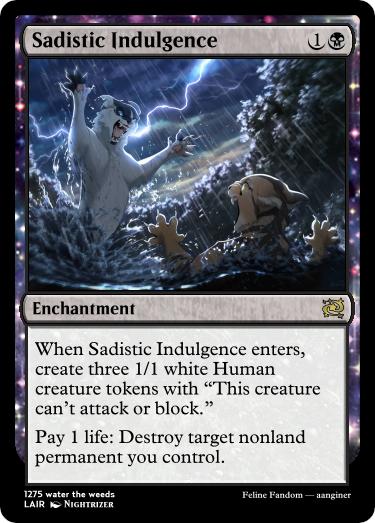 Sadistic Indulgence 1
Enchantment
When Sadistic Indulgence enters,
create three 1/1 white Human
creature tokens with “This creature
can’t attack or block.”
Pay 1 life: Destroy target nonland
permanent you control.
1275 water the weeds
LAIR Nightrizer
Feline Fandom — aanginer